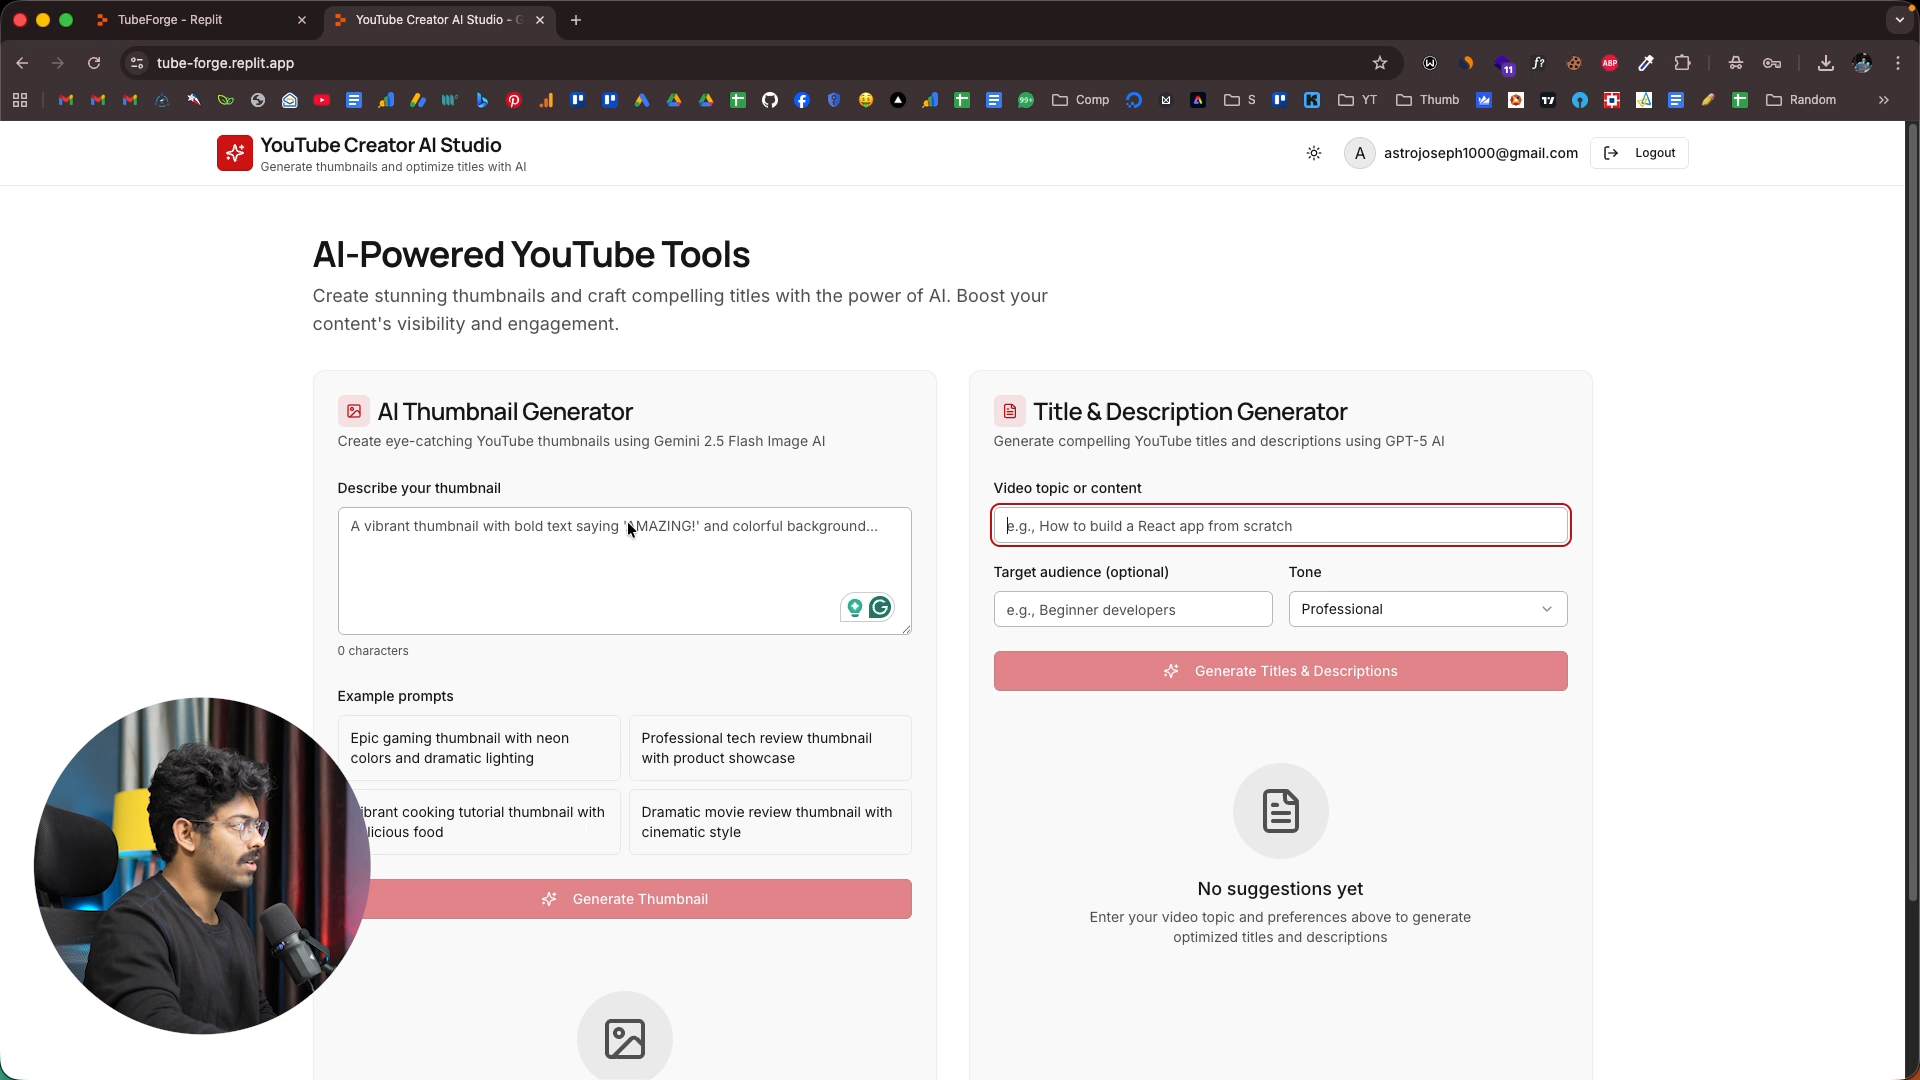 TubeForge - Replit
YouTube Creator AI Studio -
tube-forge.replit.app
11
f?
ABP
99+
Comp
S
YT
Thumb
Random
YouTube Creator AI Studio
Generate thumbnails and optimize titles with AI
A
astrojoseph1000@gmail.com
Logout
AI-Powered YouTube Tools
Create stunning thumbnails and craft compelling titles with the power of AI. Boost your
content's visibility and engagement.
AI Thumbnail Generator
Create eye-catching YouTube thumbnails using Gemini 2.5 Flash Image AI
Describe your thumbnail
A vibrant thumbnail with bold text saying 'AMAZING!' and colorful background...
0 characters
Example prompts
Epic gaming thumbnail with neon
colors and dramatic lighting
Professional tech review thumbnail
with product showcase
ibrant cooking tutorial thumbnail with
licious food
Dramatic movie review thumbnail with
cinematic style
Generate Thumbnail
Title & Description Generator
Generate compelling YouTube titles and descriptions using GPT-5 AI
Video topic or content
e.g., How to build a React app from scratch
Target audience (optional)
Tone
e.g., Beginner developers
Professional
Generate Titles & Descriptions
No suggestions yet
Enter your video topic and preferences above to generate
optimized titles and descriptions